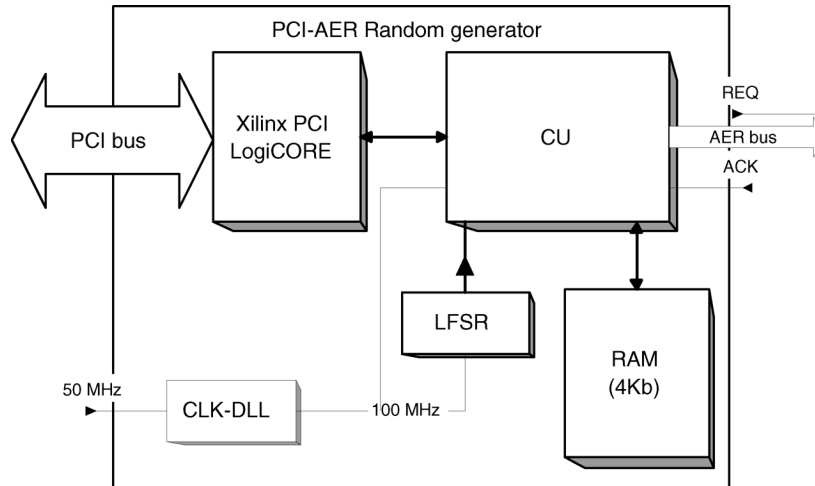 PCI-AER Random generator
PCI bus
Xilinx PCI
LogiCORE
CU
REQ
AER bus
ACK
LFSR
RAM
(4Kb)
50 MHz
CLK-DLL
100 MHz